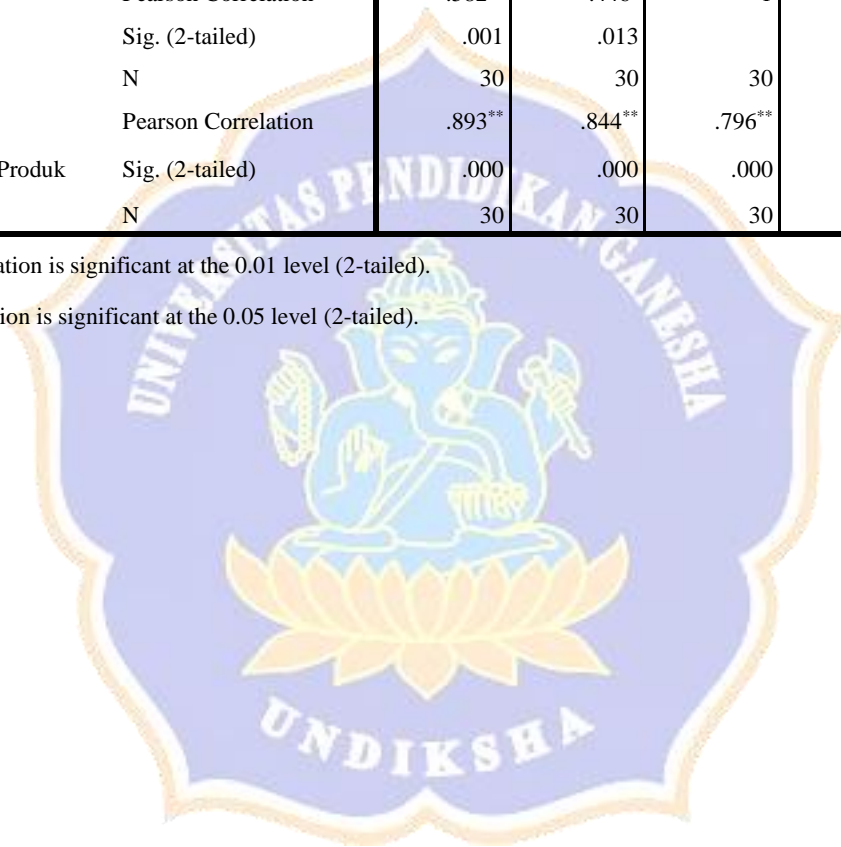 Sig. (2-tailed) .001 .013
N 30 30 30
Pearson Correlation .893** .844** .796**
Produk Sig. (2-tailed) .000 .000 .000
N 30 30 30
is significant at the 0.01 level (2-tailed).
is significant at the 0.05 level (2-tailed).
UNIVERSITAS PENDIDIKAN GANESHA
UNDIKSHA